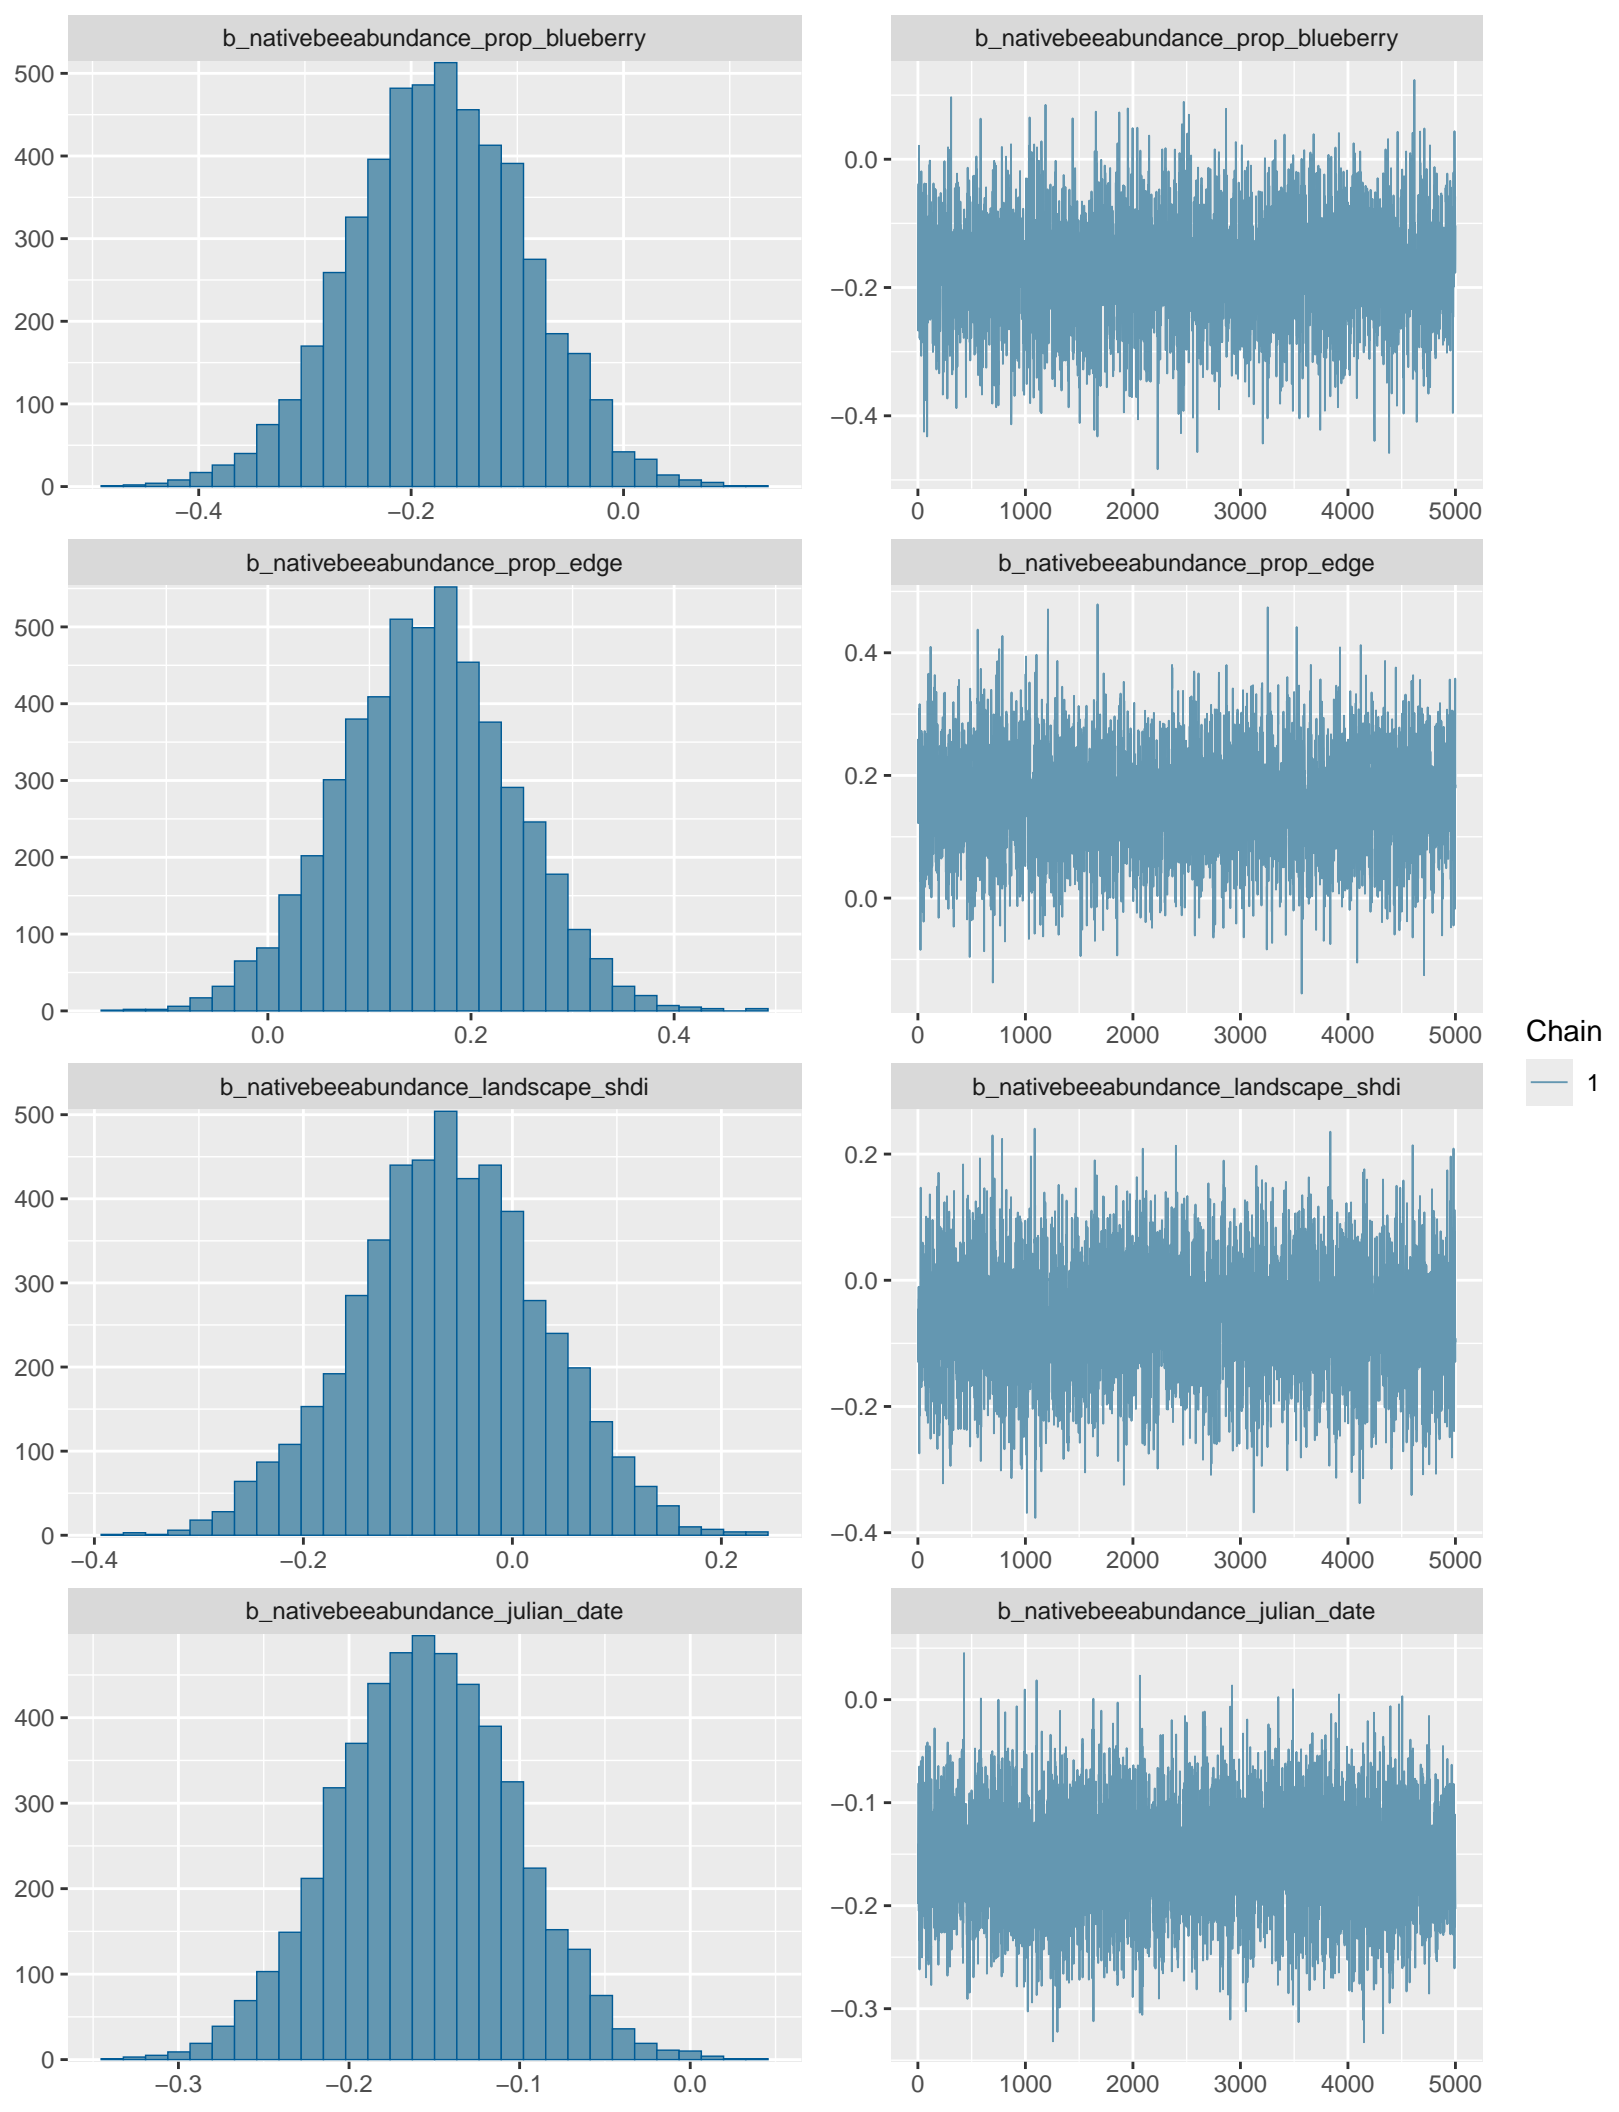 b_nativebeeabundance_prop_blueberry
b_nativebeeabundance_prop_blueberry
500
400
300
200
100
0
−0.4 −0.2 0.0
0.0
−0.2
−0.4
0 1000 2000 3000 4000 5000
b_nativebeeabundance_prop_edge
b_nativebeeabundance_prop_edge
500
400
300
200
100
0
0.0 0.2 0.4
0.4
0.2
0.0
0 1000 2000 3000 4000 5000
Chain
1
b_nativebeeabundance_landscape_shdi
b_nativebeeabundance_landscape_shdi
500
400
300
200
100
0
−0.4 −0.2 0.0 0.2
0.2
0.0
−0.2
−0.4
0 1000 2000 3000 4000 5000
b_nativebeeabundance_julian_date
b_nativebeeabundance_julian_date
400
300
200
100
0
−0.3 −0.2 −0.1 0.0
0.0
−0.1
−0.2
−0.3
0 1000 2000 3000 4000 5000